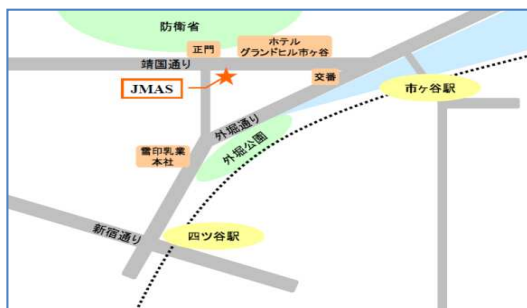 防衛省
正門
ホテル
グランドヒル市ヶ谷
靖国通り
JMAS
交番
市ヶ谷駅
外堀通り
外堀公園
雪印乳業
本社
新宿通り
四ツ谷駅